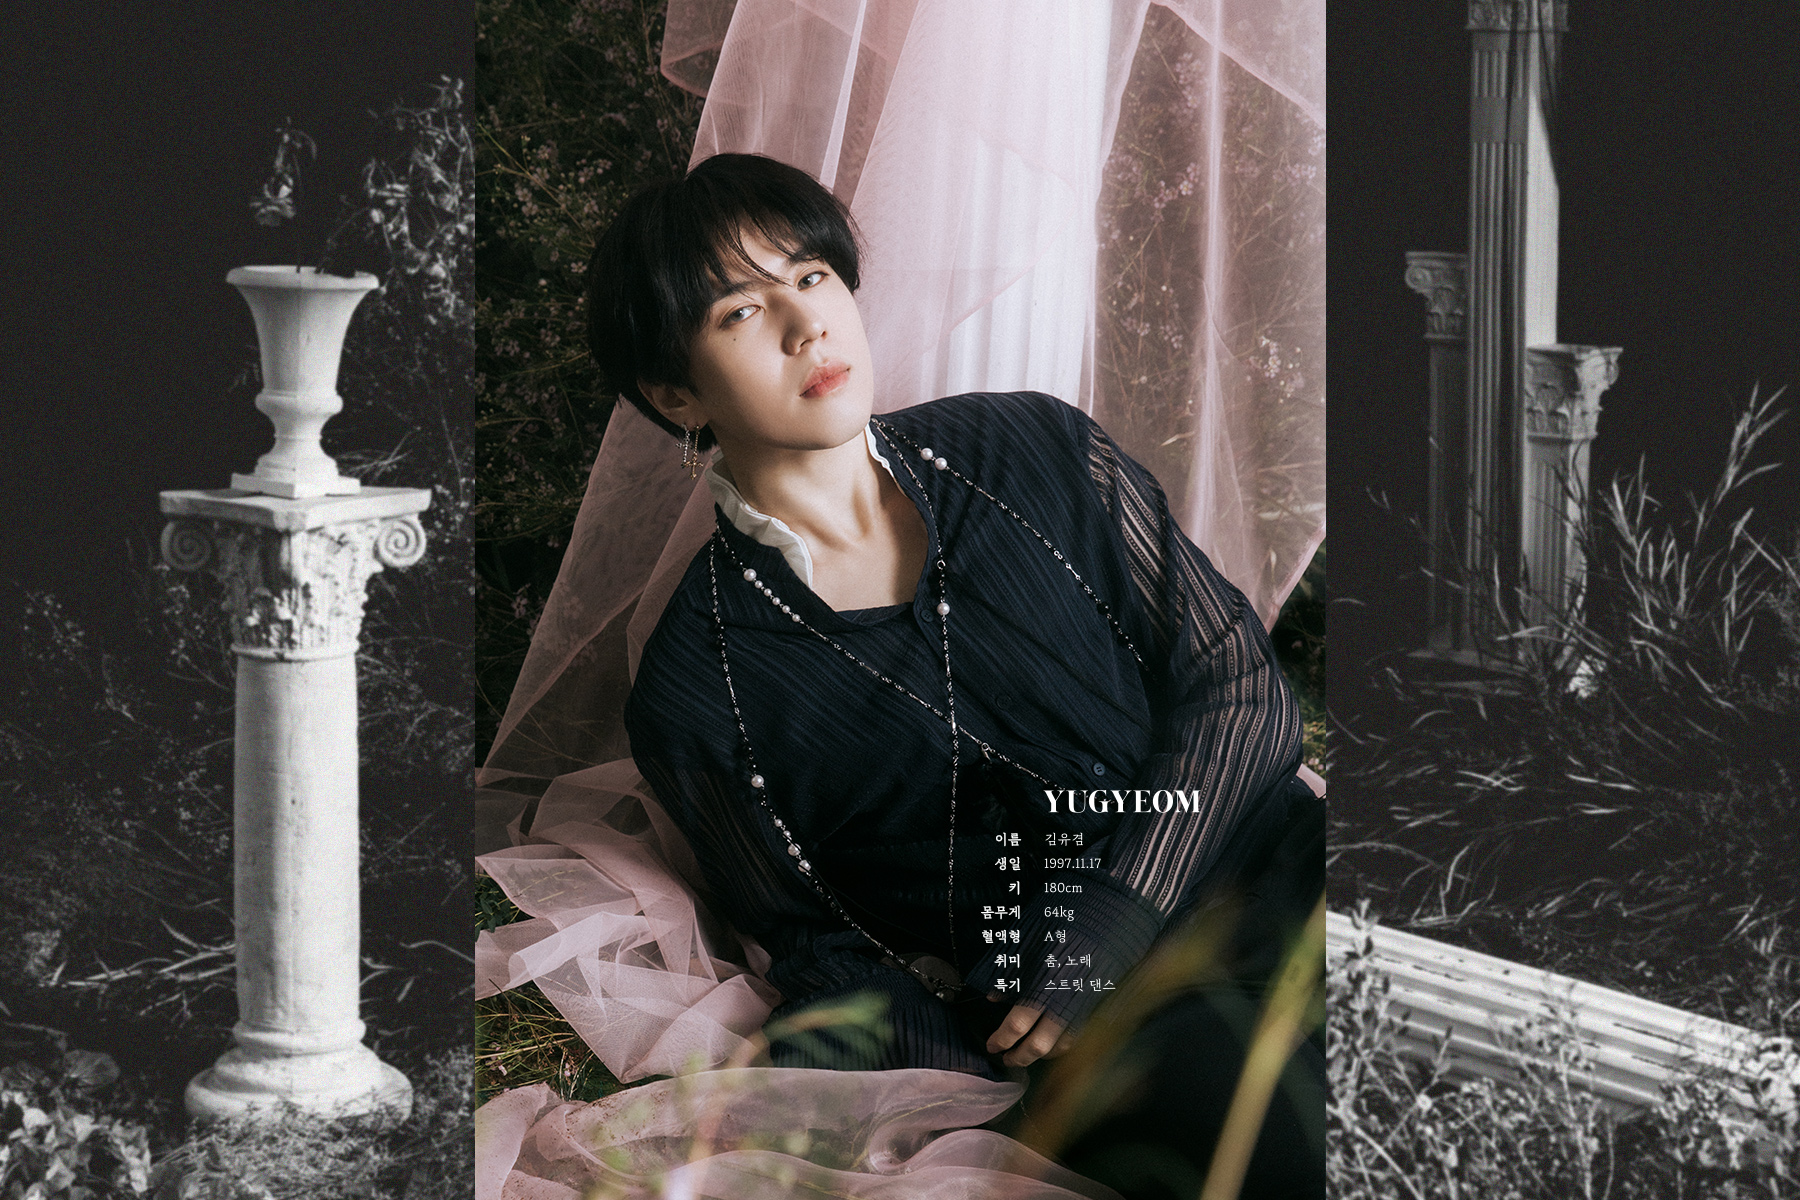 YUGYEOM
이름 김유겸
생일 1997.11.17
키 180cm
몸무게 64kg
혈액형 A형
취미 춤, 노래
특기 스트릿 댄스